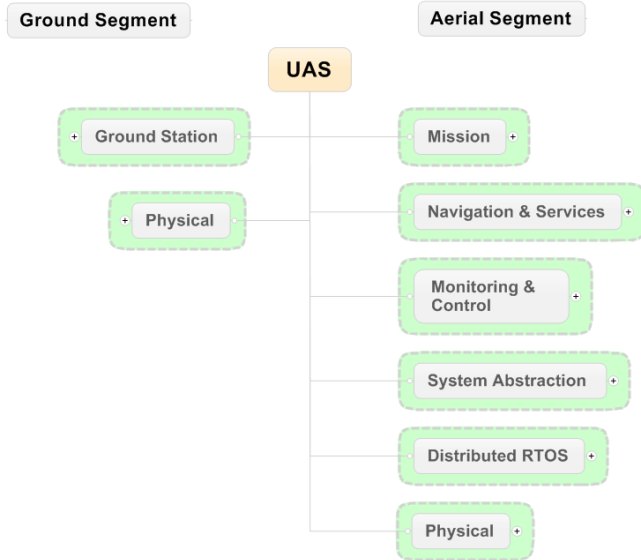 Ground Segment
Aerial Segment
UAS
Ground Station
Mission
Physical
Navigation & Services
Monitoring &
Control
System Abstraction
Distributed RTOS
Physical